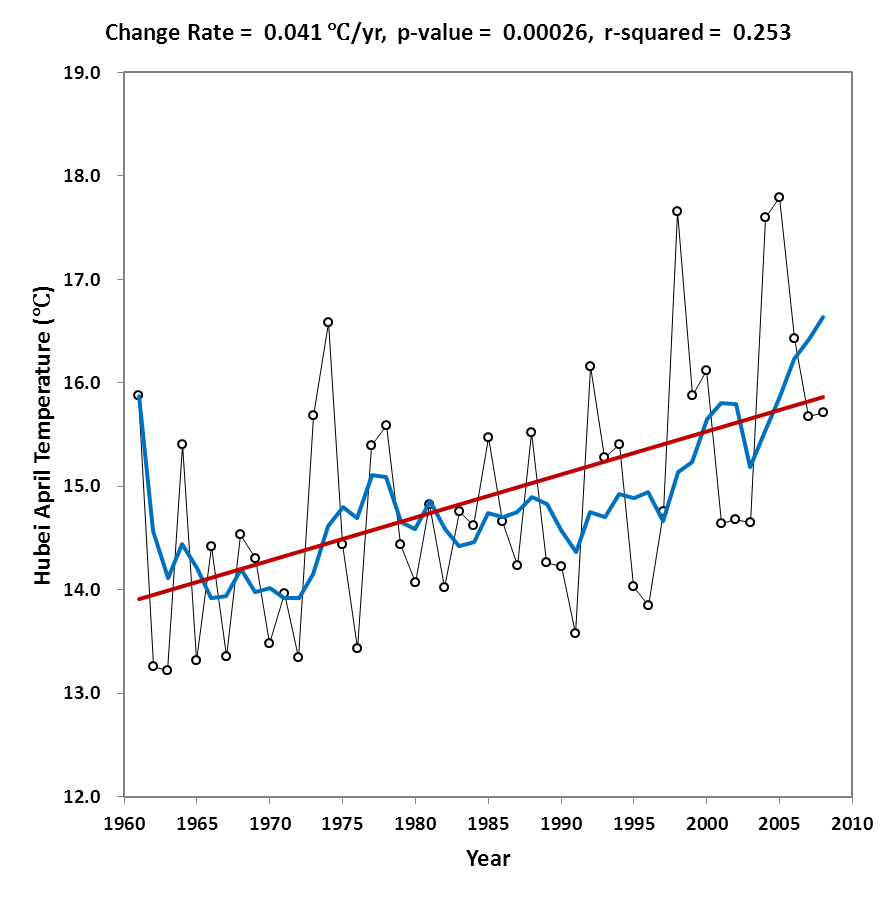 Change Rate = 0.041 ℃/yr, p-value = 0.00026, r-squared = 0.253
19.0
18.0
17.0
16.0
15.0
14.0
13.0
12.0
Hubei April Temperature (℃)
1960 1965 1970 1975 1980 1985 1990 1995 2000 2005 2010
Year